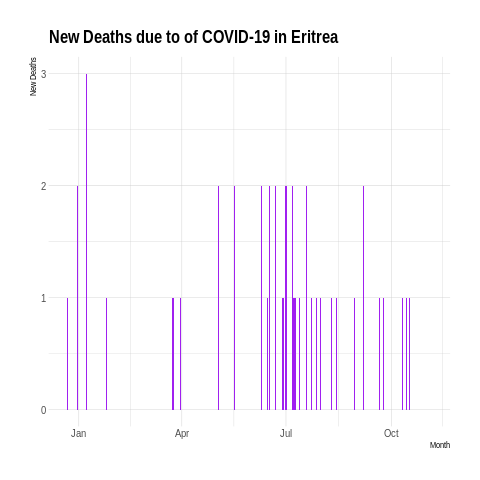 New Deaths due to of COVID-19 in Eritrea
New Deaths
3
2
1
0
Jan Apr Jul Oct
Month